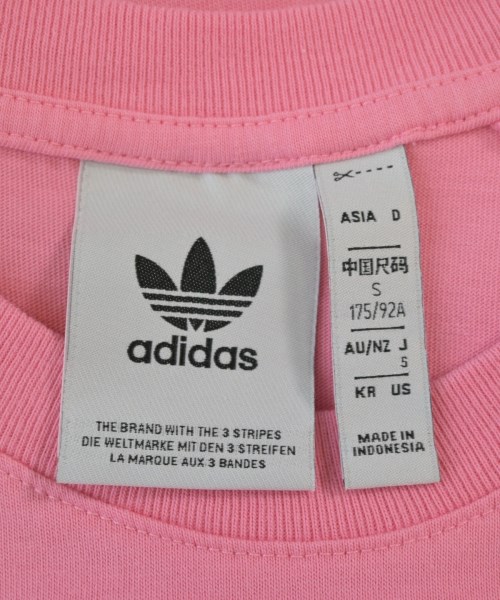 adidas
THE BRAND WITH THE 3 STRIPES
DIE WELTMARKE MIT DEN 3 STREIFEN
LA MARQUE AUX 3 BANDES
ASIA D
中国尺码
S
175/92A
AU/NZ J
S
KR US
MADE IN
INDONESIA